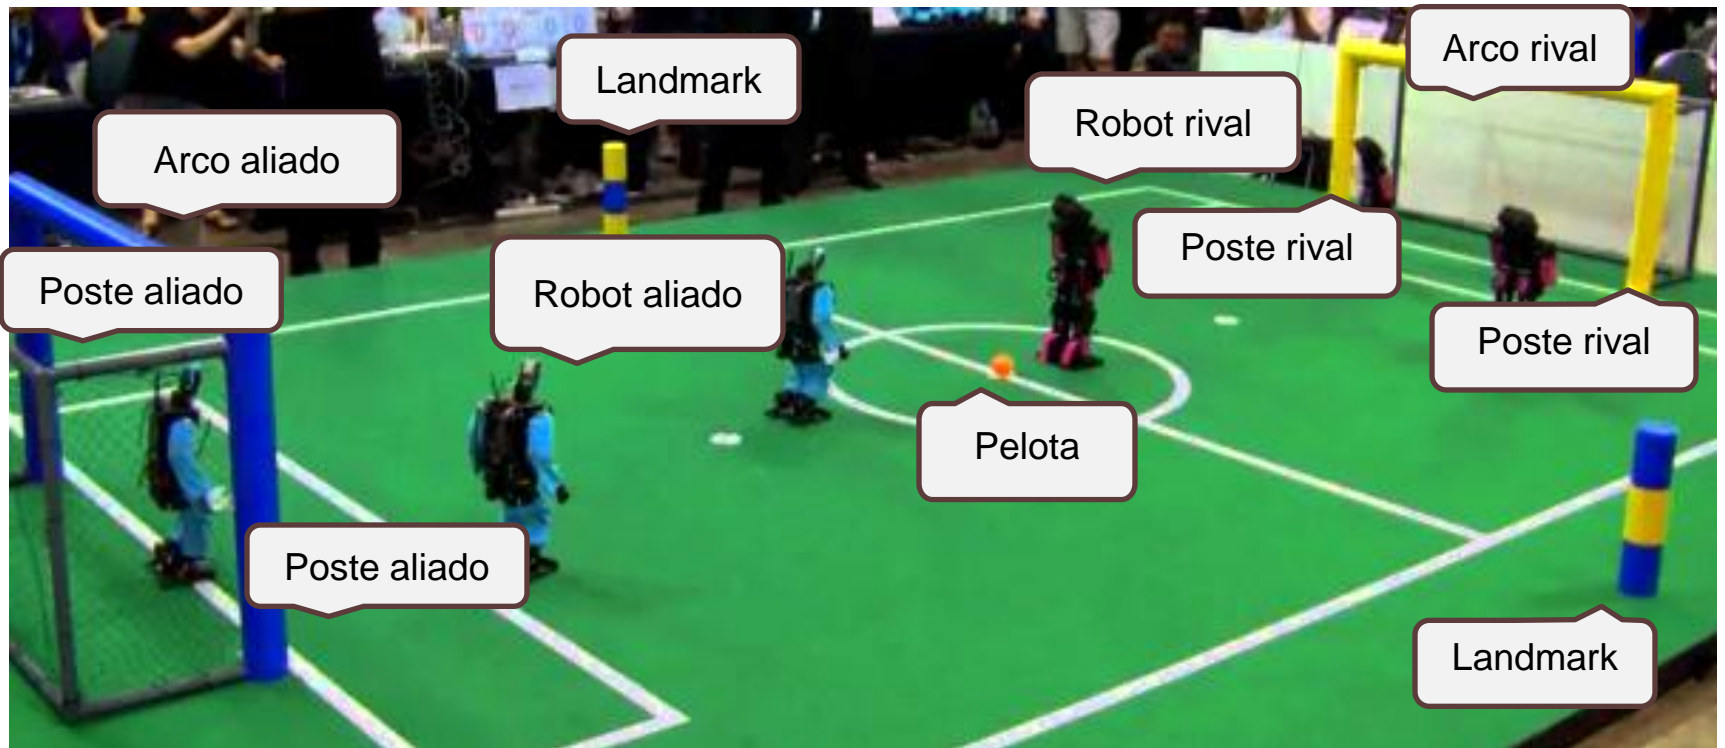 Arco rival
Landmark
Robot rival
Arco aliado
Poste rival
Poste aliado
Robot aliado
Poste rival
Pelota
Poste aliado
Landmark